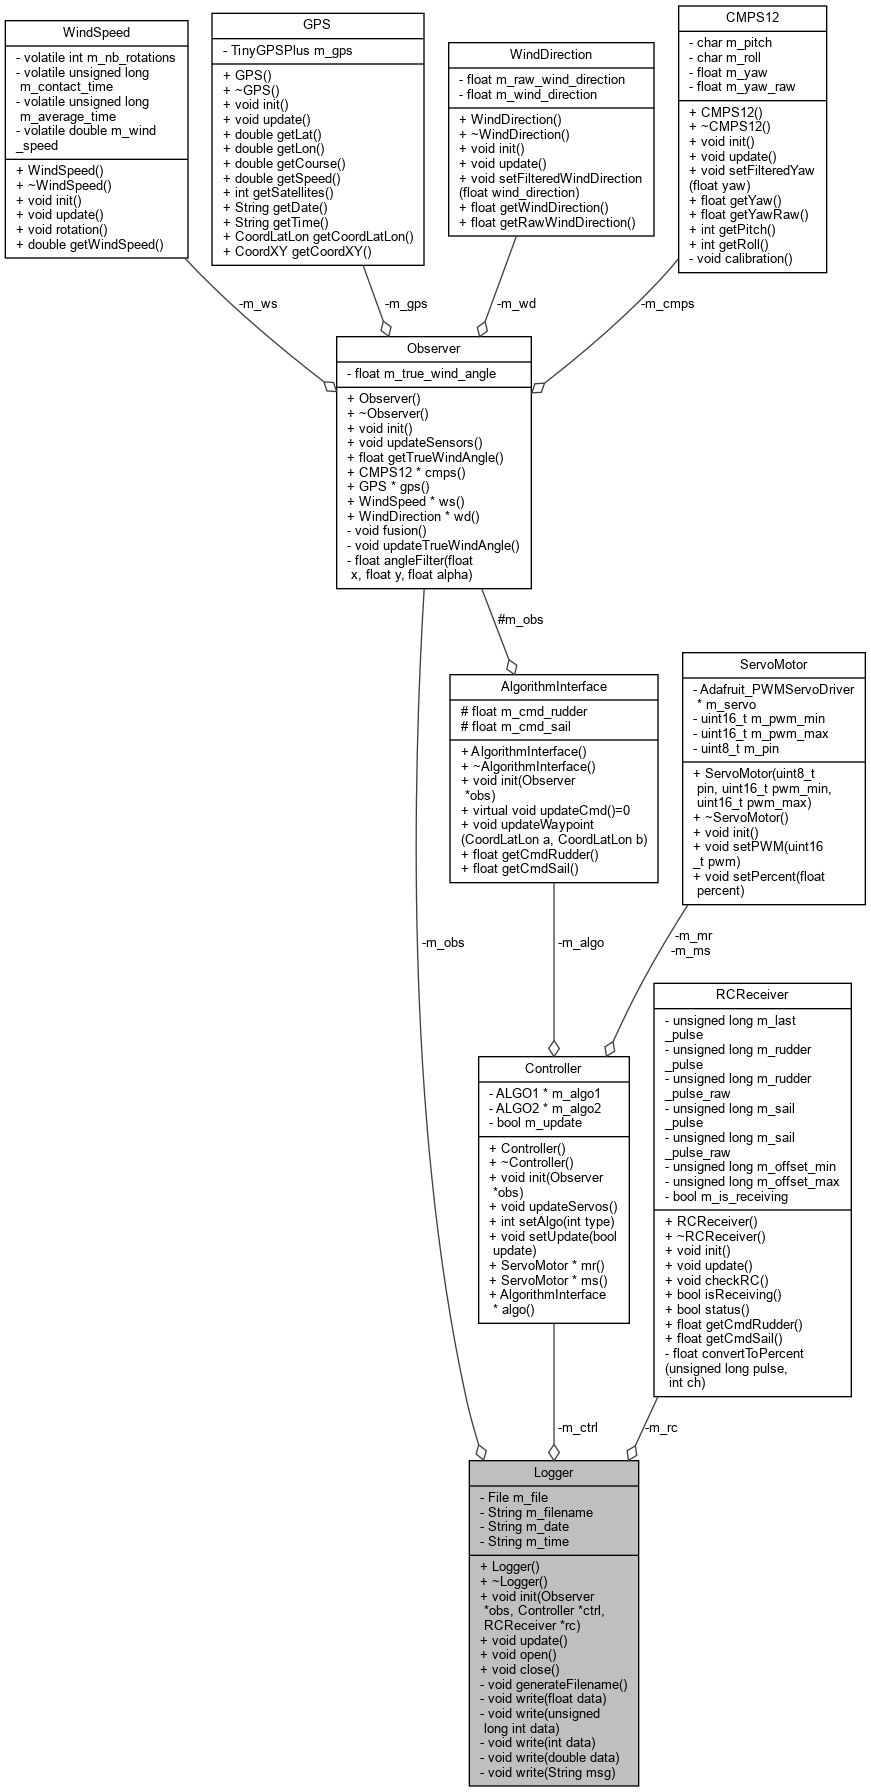 WindSpeed
- volatile int m_nb_rotations
- volatile unsigned long
m_contact_time
- volatile unsigned long
m_average_time
- volatile double m_wind
_speed
+ WindSpeed()
+ ~WindSpeed()
+ void init()
+ void update()
+ void rotation()
+ double getWindSpeed()
GPS
- TinyGPSPlus m_gps
+ GPS()
+ ~GPS()
+ void init()
+ void update()
+ double getLat()
+ double getLon()
+ double getCourse()
+ double getSpeed()
+ int getSatellites()
+ String getDate()
+ String getTime()
+ CoordLatLon getCoordLatLon()
+ CoordXY getCoordXY()
WindDirection
- float m_raw_wind_direction
- float m_wind_direction
+ WindDirection()
+ ~WindDirection()
+ void init()
+ void update()
+ void setFilteredWindDirection
(float wind_direction)
+ float getWindDirection()
+ float getRawWindDirection()
CMPS12
- char m_pitch
- char m_roll
- float m_yaw
- float m_yaw_raw
+ CMPS12()
+ ~CMPS12()
+ void init()
+ void update()
+ void setFilteredYaw
(float yaw)
+ float getYaw()
+ float getYawRaw()
+ int getPitch()
+ int getRoll()
- void calibration()
-m_ws
-m_gps
-m_wd
-m_cmps
Observer
- float m_true_wind_angle
+ Observer()
+ ~Observer()
+ void init()
+ void updateSensors()
+ float getTrueWindAngle()
+ CMPS12 * cmps()
+ GPS * gps()
+ WindSpeed * ws()
+ WindDirection * wd()
- void fusion()
- void updateTrueWindAngle()
- float angleFilter(float
x, float y, float alpha)
#m_obs
AlgorithmInterface
# float m_cmd_rudder
# float m_cmd_sail
+ AlgorithmInterface()
+ ~AlgorithmInterface()
+ void init(Observer
*obs)
+ virtual void updateCmd()=0
+ void updateWaypoint
(CoordLatLon a, CoordLatLon b)
+ float getCmdRudder()
+ float getCmdSail()
ServoMotor
- Adafruit_PWMServoDriver
* m_servo
- uint16_t m_pwm_min
- uint16_t m_pwm_max
- uint8_t m_pin
+ ServoMotor(uint8_t
pin, uint16_t pwm_min,
uint16_t pwm_max)
+ ~ServoMotor()
+ void init()
+ void setPWM(uint16
_t pwm)
+ void setPercent(float
percent)
-m_obs
-m_algo
-m_mr
-m_ms
Controller
- ALGO1 * m_algo1
- ALGO2 * m_algo2
- bool m_update
+ Controller()
+ ~Controller()
+ void init(Observer
*obs)
+ void updateServos()
+ int setAlgo(int type)
+ void setUpdate(bool
update)
+ ServoMotor * mr()
+ ServoMotor * ms()
+ AlgorithmInterface
* algo()
RCReceiver
- unsigned long m_last
_pulse
- unsigned long m_rudder
_pulse
- unsigned long m_rudder
_pulse_raw
- unsigned long m_sail
_pulse
- unsigned long m_sail
_pulse_raw
- unsigned long m_offset_min
- unsigned long m_offset_max
- bool m_is_receiving
+ RCReceiver()
+ ~RCReceiver()
+ void init()
+ void update()
+ void checkRC()
+ bool isReceiving()
+ bool status()
+ float getCmdRudder()
+ float getCmdSail()
- float convertToPercent
(unsigned long pulse,
int ch)
-m_ctrl
-m_rc
Logger
- File m_file
- String m_filename
- String m_date
- String m_time
+ Logger()
+ ~Logger()
+ void init(Observer
*obs, Controller *ctrl,
RCReceiver *rc)
+ void update()
+ void open()
+ void close()
- void generateFilename()
- void write(float data)
- void write(unsigned
long int data)
- void write(int data)
- void write(double data)
- void write(String msg)